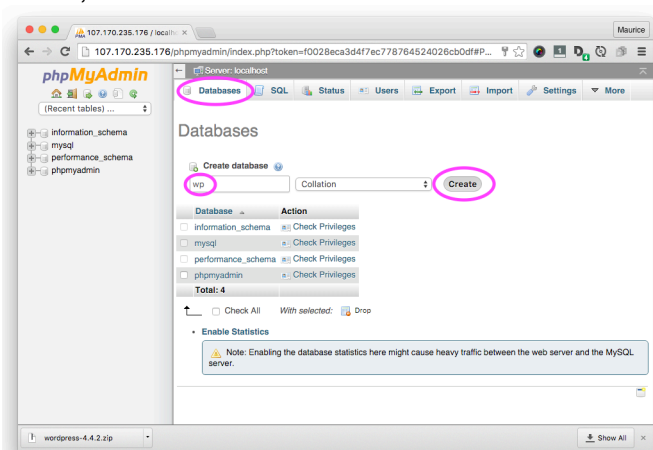 107.170.235.176 / localho
Maurice
107.170.235.176/phpmyadmin/index.php?token=f0028eca3d4f7ec778764524026cb0df#P...
phpMyAdmin
(Recent tables) ...
information_schema
mysql
performance_schema
phpmyadmin
Server: localhost
Databases SQL Status Users Export Import Settings More
Databases
Create database
wp Collation Create
Database Action
information_schema Check Privileges
mysql Check Privileges
performance_schema Check Privileges
phpmyadmin Check Privileges
Total: 4
Check All With selected: Drop
Enable Statistics
Note: Enabling the database statistics here might cause heavy traffic between the web server and the MySQL
server.
wordpress-4.4.2.zip
Show All